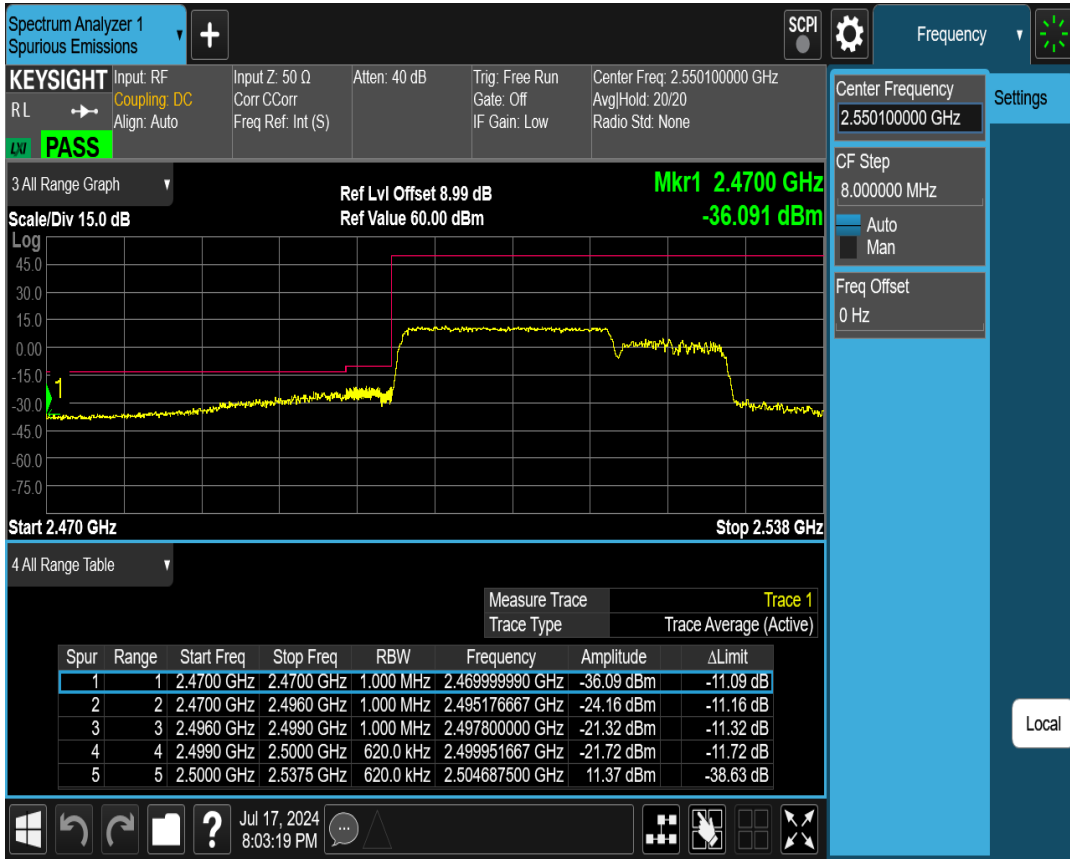 Spectrum Analyzer 1
Spurious Emissions
+
SCPI
Frequency
KEYSIGHT
RL
LXI
PASS
Input: RF
Coupling: DC
Align: Auto
Input Z: 50 Ω
Corr CCorr
Freq Ref: Int (S)
Atten: 40 dB
Trig: Free Run
Gate: Off
IF Gain: Low
Center Freq: 2.550100000 GHz
Avg|Hold: 20/20
Radio Std: None
Center Frequency
2.550100000 GHz
Settings
CF Step
8.000000 MHz
Auto
Man
Freq Offset
0 Hz
3 All Range Graph
Scale/Div 15.0 dB
Ref Lvl Offset 8.99 dB
Ref Value 60.00 dBm
Mkr1 2.4700 GHz
-36.091 dBm
Log
45.0
30.0
15.0
0.00
-15.0
1
-30.0
-45.0
-60.0
-75.0
Start 2.470 GHz Stop 2.538 GHz
4 All Range Table
Measure Trace Trace 1
Trace Type Trace Average (Active)
Spur Range Start Freq Stop Freq RBW Frequency Amplitude ΔLimit
1 1 2.4700 GHz 2.4700 GHz 1.000 MHz 2.469999990 GHz -36.09 dBm -11.09 dB
2 2 2.4700 GHz 2.4960 GHz 1.000 MHz 2.495176667 GHz -24.16 dBm -11.16 dB
3 3 2.4960 GHz 2.4990 GHz 1.000 MHz 2.497800000 GHz -21.32 dBm -11.32 dB
4 4 2.4990 GHz 2.5000 GHz 620.0 kHz 2.499951667 GHz -21.72 dBm -11.72 dB
5 5 2.5000 GHz 2.5375 GHz 620.0 kHz 2.504687500 GHz 11.37 dBm -38.63 dB
Local
?
Jul 17, 2024
8:03:19 PM